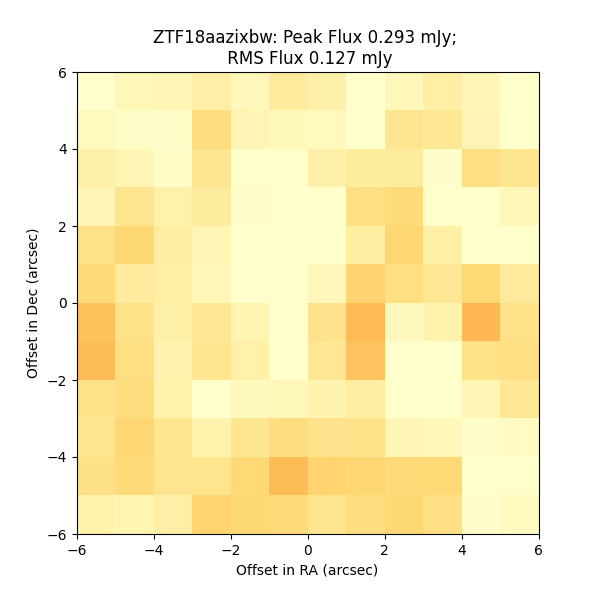 ZTF18aazixbw: Peak Flux 0.293 mJy;
RMS Flux 0.127 mJy
6
4
2
0
−2
−4
−6
Offset in Dec (arcsec)
−6 −4 −2 0 2 4 6
Offset in RA (arcsec)